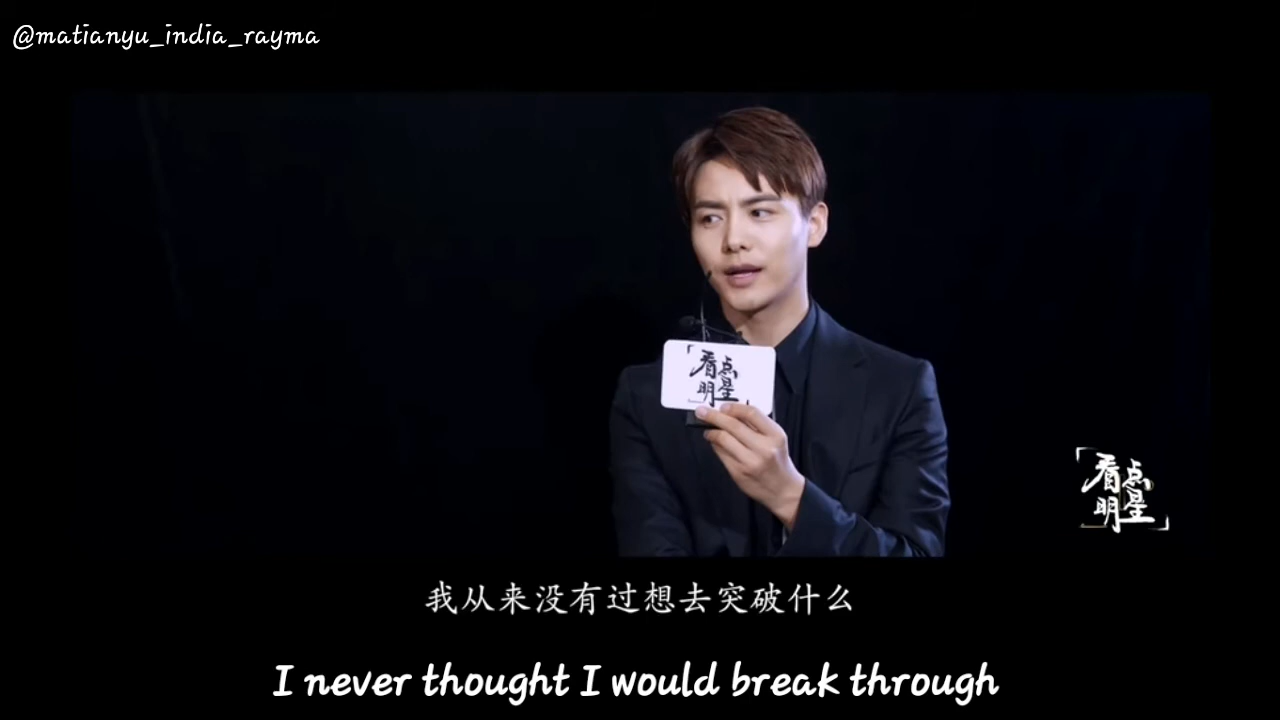 @matianyu_india_rayma
看点
明星
看点
明星
我从来没有过想去突破什么
I never thought I would break through